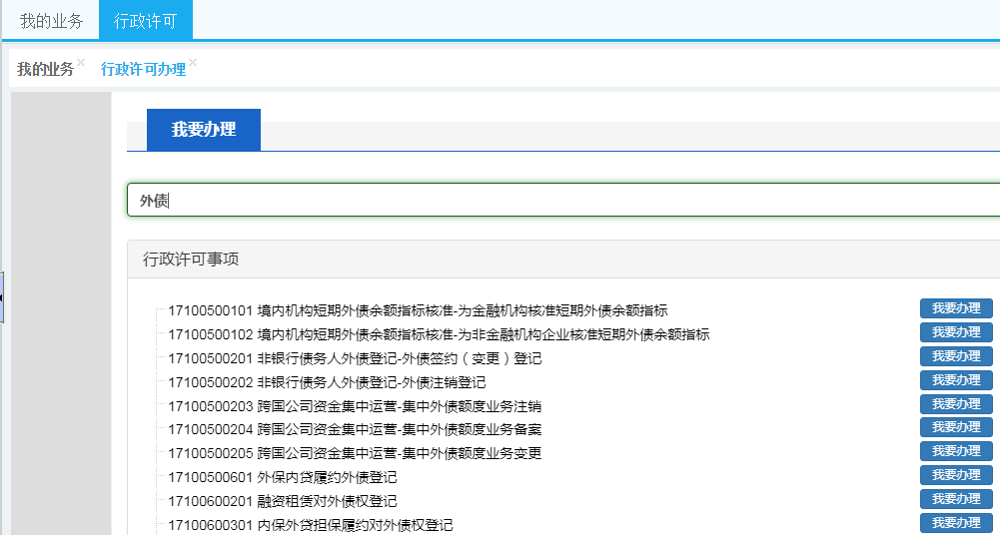 我的业务 行政许可
我的业务 行政许可办理
我要办理
外债
行政许可事项
17100500101 境内机构短期外债余额指标核准-为金融机构核准短期外债余额指标 我要办理
17100500102 境内机构短期外债余额指标核准-为非金融机构企业核准短期外债余额指标 我要办理
17100500201 非银行债务人外债登记-外债签约（变更）登记 我要办理
17100500202 非银行债务人外债登记-外债注销登记 我要办理
17100500203 跨国公司资金集中运营-集中外债额度业务注销 我要办理
17100500204 跨国公司资金集中运营-集中外债额度业务备案 我要办理
17100500205 跨国公司资金集中运营-集中外债额度业务变更 我要办理
17100500601 外保内贷履约外债登记 我要办理
17100600201 融资租赁对外债权登记 我要办理
17100600301 内保外贷担保履约对外债权登记 我要办理